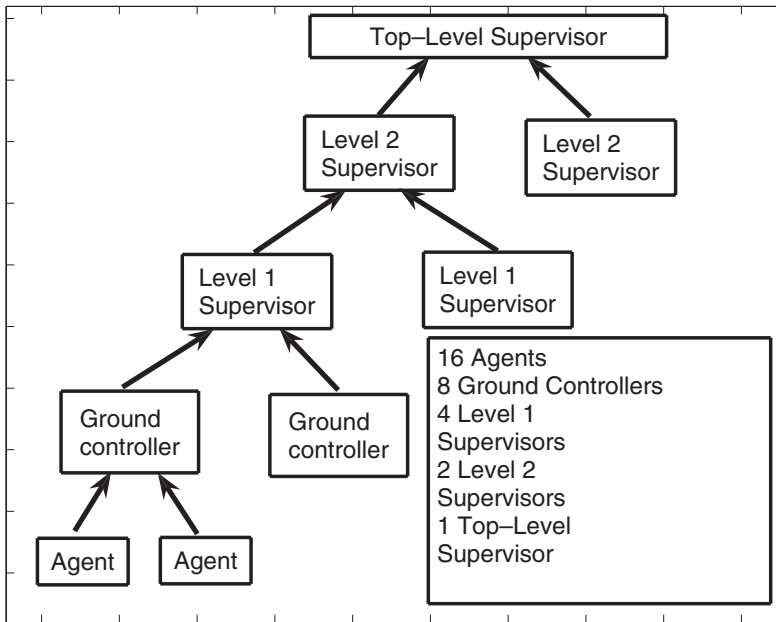 Top–Level Supervisor
Level 2
Supervisor
Level 2
Supervisor
Level 1
Supervisor
Level 1
Supervisor
Ground
controller
Ground
controller
Agent
Agent
16 Agents
8 Ground Controllers
4 Level 1
Supervisors
2 Level 2
Supervisors
1 Top–Level
Supervisor